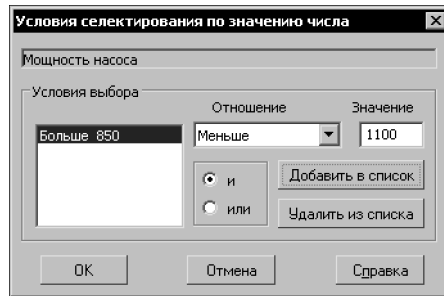 Условия селектирования по значению числа
Мощность насоса
Условия выбора
Отношение Значение
Больше 850 Меньше 1100
и Добавить в список
или Удалить из списка
OK Отмена Справка